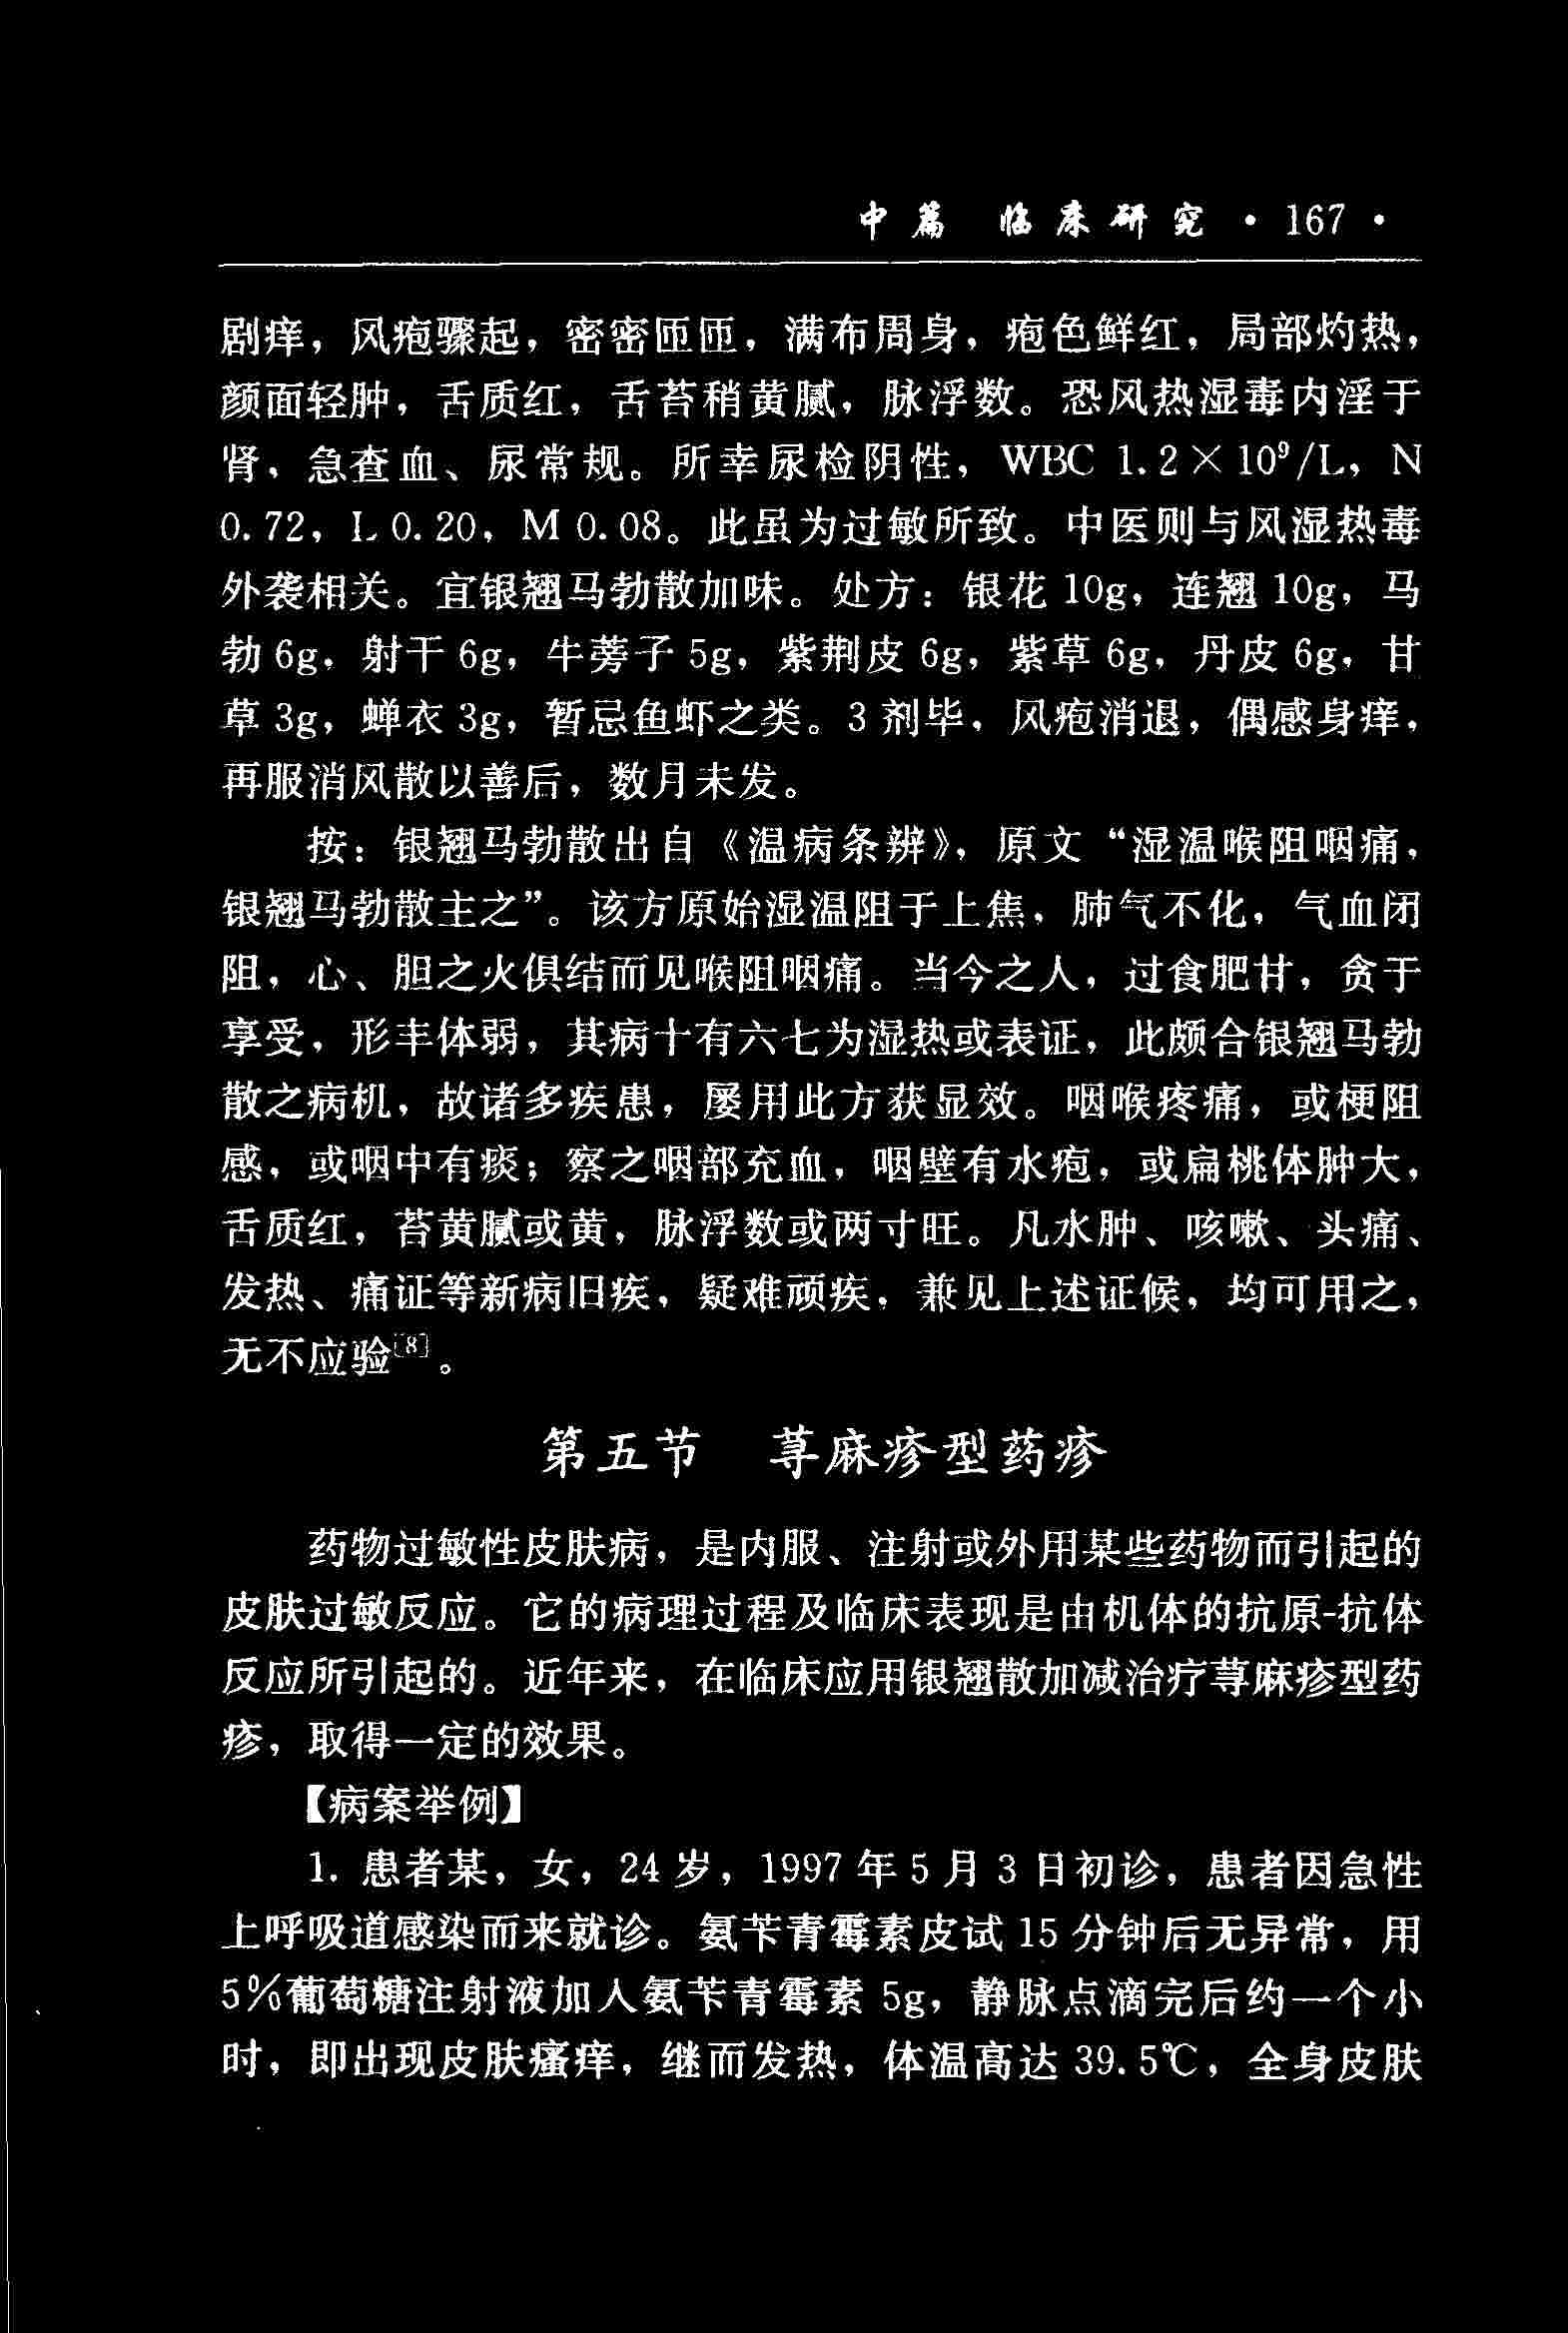 中篇 临床研究 · 167 ·
剧痒，风疱骤起，密密匝匝，满布周身，疱色鲜红，局部灼热，
颜面轻肿，舌质红，舌苔稍黄腻，脉浮数。恐风热湿毒内淫于
肾，急查血、尿常规。所幸尿检阴性，WBC 1.2×10⁹/L，N
0.72，L 0.20，M 0.08。此虽为过敏所致。中医则与风湿热毒
外袭相关。宜银翘马勃散加味。处方：银花 10g，连翘 10g，马
勃 6g，射干 6g，牛蒡子 5g，紫荆皮 6g，紫草 6g，丹皮 6g，甘
草 3g，蝉衣 3g，暂忌鱼虾之类。3 剂毕，风疱消退，偶感身痒，
再服消风散以善后，数月未发。
按：银翘马勃散出自《温病条辨》，原文“湿温喉阻咽痛，
银翘马勃散主之”。该方原始湿温阻于上焦，肺气不化，气血闭
阻，心、胆之火俱结而见喉阻咽痛。当今之人，过食肥甘，贪于
享受，形丰体弱，其病十有六七为湿热或表证，此颇合银翘马勃
散之病机，故诸多疾患，屡用此方获显效。咽喉疼痛，或梗阻
感，或咽中有痰；察之咽部充血，咽壁有水疱，或扁桃体肿大，
舌质红，苔黄腻或黄，脉浮数或两寸旺。凡水肿、咳嗽、头痛、
发热、痛证等新病旧疾，疑难顽疾，兼见上述证候，均可用之，
无不应验[8]。
第五节 荨麻疹型药疹
药物过敏性皮肤病，是内服、注射或外用某些药物而引起的
皮肤过敏反应。它的病理过程及临床表现是由机体的抗原-抗体
反应所引起的。近年来，在临床应用银翘散加减治疗荨麻疹型药
疹，取得一定的效果。
【病案举例】
1. 患者某，女，24 岁，1997 年 5 月 3 日初诊，患者因急性
上呼吸道感染而来就诊。氨苄青霉素皮试 15 分钟后无异常，用
5%葡萄糖注射液加入氨苄青霉素 5g，静脉点滴完后约一个小
时，即出现皮肤瘙痒，继而发热，体温高达 39.5℃，全身皮肤